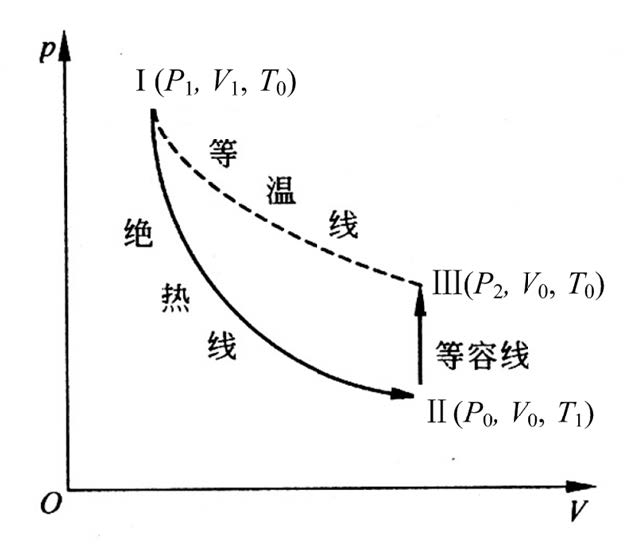 p
I (P₁, V₁, T₀)
等温线
绝热线
III(P₂, V₀, T₀)
等容线
II (P₀, V₀, T₁)
O
V